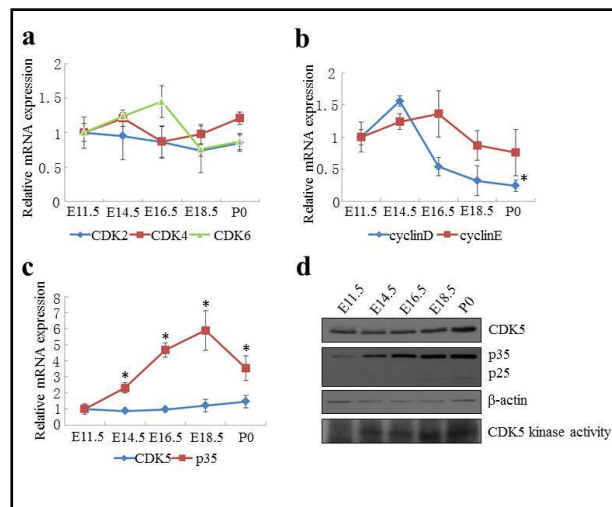 a
Relative mRNA expression
2
1.5
1
0.5
0
E11.5 E14.5 E16.5 E18.5 P0
CDK2 CDK4 CDK6
b
Relative mRNA expression
2
1.5
1
0.5
0
*
E11.5 E14.5 E16.5 E18.5 P0
cyclinD cyclinE
c
Relative mRNA expression
8
7
6
5
4
3
2
1
0
* * * *
E11.5 E14.5 E16.5 E18.5 P0
CDK5 p35
d
E11.5 E14.5 E16.5 E18.5 P0
CDK5
p35
p25
β-actin
CDK5 kinase activity